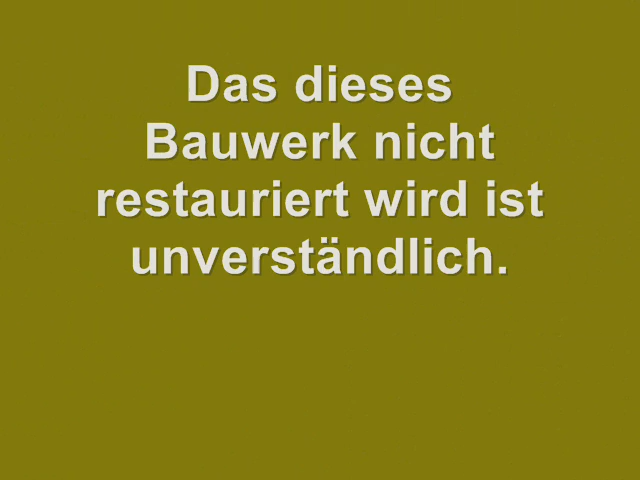 Das dieses
Bauwerk nicht
restauriert wird ist
unverständlich.